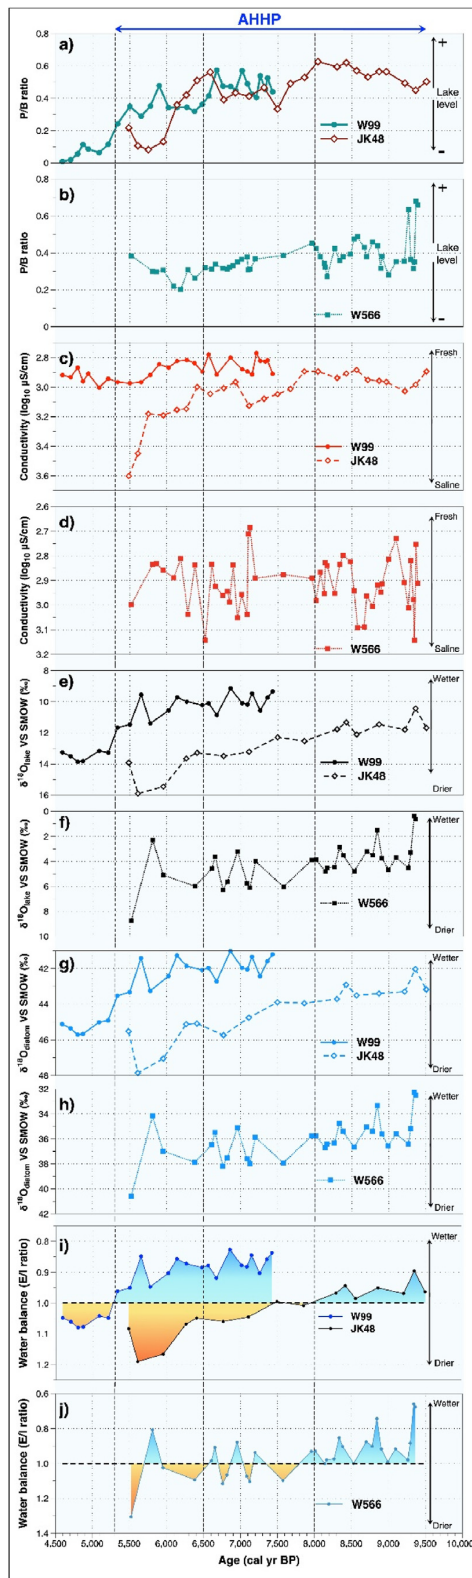 AHHP
a)
0.8
0.6
0.4
0.2
0
P/B ratio
+
Lake
level
-
W99
JK48
b)
0.8
0.6
0.4
0.2
0
P/B ratio
+
Lake
level
-
W566
c)
2.8
3.0
3.2
3.4
3.6
Conductivity (log10 µS/cm)
Fresh
Saline
W99
JK48
d)
2.6
2.7
2.8
2.9
3.0
3.1
3.2
Conductivity (log10 µS/cm)
Fresh
Saline
W566
e)
8
10
12
14
16
δ18Olake VS SMOW (‰)
Wetter
Drier
W99
JK48
f)
0
2
4
6
8
10
δ18Olake VS SMOW (‰)
Wetter
Drier
W566
g)
42
44
46
48
δ18Odiatom VS SMOW (‰)
Wetter
Drier
W99
JK48
h)
32
34
36
38
40
42
δ18Odiatom VS SMOW (‰)
Wetter
Drier
W566
i)
0.8
0.9
1.0
1.1
1.2
Water balance (E/I ratio)
Wetter
Drier
W99
JK48
j)
0.6
0.8
1.0
1.2
1.4
Water balance (E/I ratio)
Wetter
Drier
W566
4,500 5,000 5,500 6,000 6,500 7,000 7,500 8,000 8,500 9,000 9,500 10,000
Age (cal yr BP)